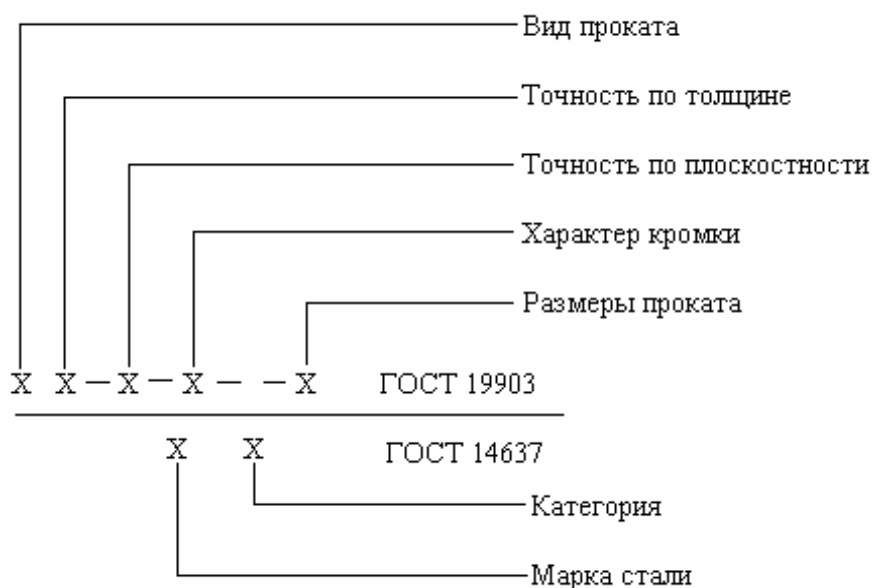 Вид проката
Точность по толщине
Точность по плоскостности
Характер кромки
Размеры проката
Х Х – Х – Х – – Х ГОСТ 19903
Х Х ГОСТ 14637
Категория
Марка стали